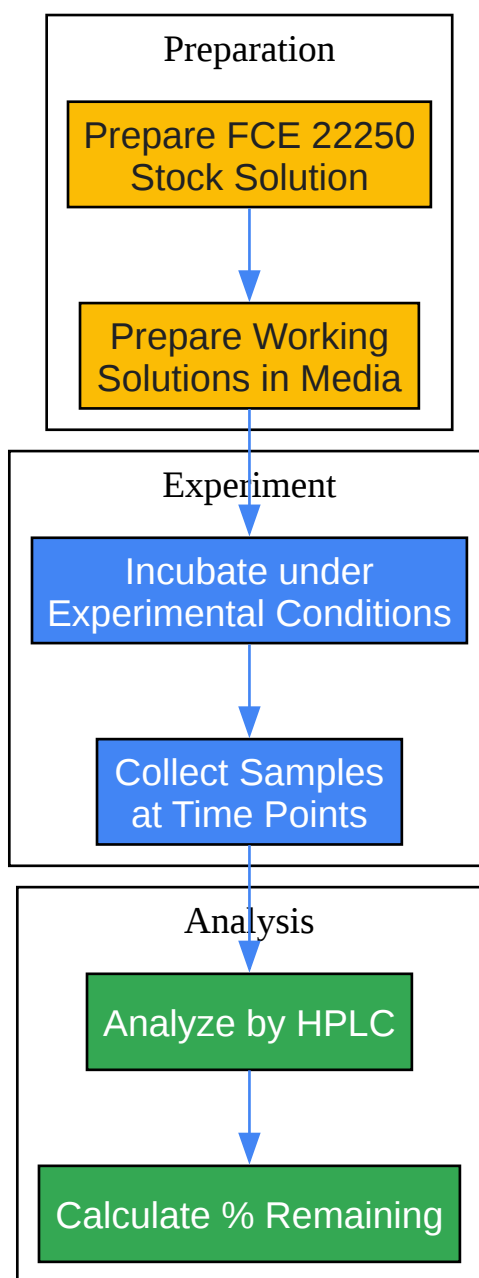 Preparation
Prepare FCE 22250
Stock Solution
Prepare Working
Solutions in Media
Experiment
Incubate under
Experimental Conditions
Collect Samples
at Time Points
Analysis
Analyze by HPLC
Calculate % Remaining